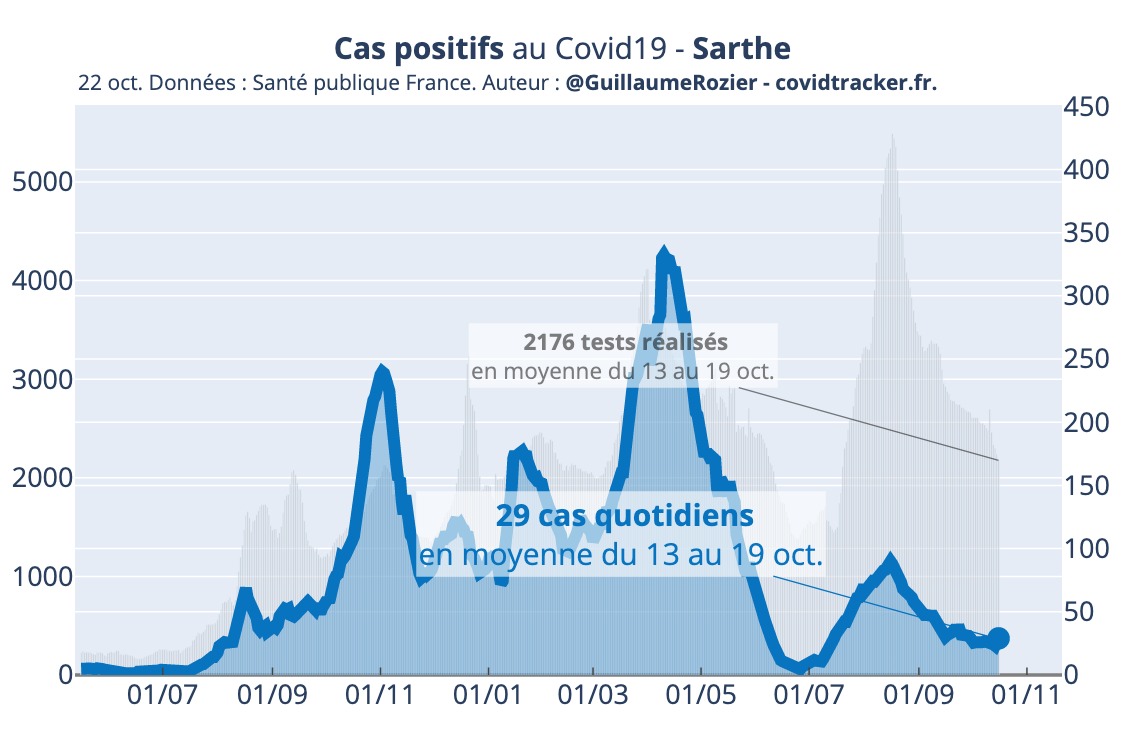 Cas positifs au Covid19 - Sarthe
22 oct. Données : Santé publique France. Auteur : @GuillaumeRozier - covidtracker.fr.
450
400
5000
350
4000
300
2176 tests réalisés
en moyenne du 13 au 19 oct.
250
3000
200
2000
150
29 cas quotidiens
en moyenne du 13 au 19 oct.
100
1000
50
0
0
01/07 01/09 01/11 01/01 01/03 01/05 01/07 01/09 01/11